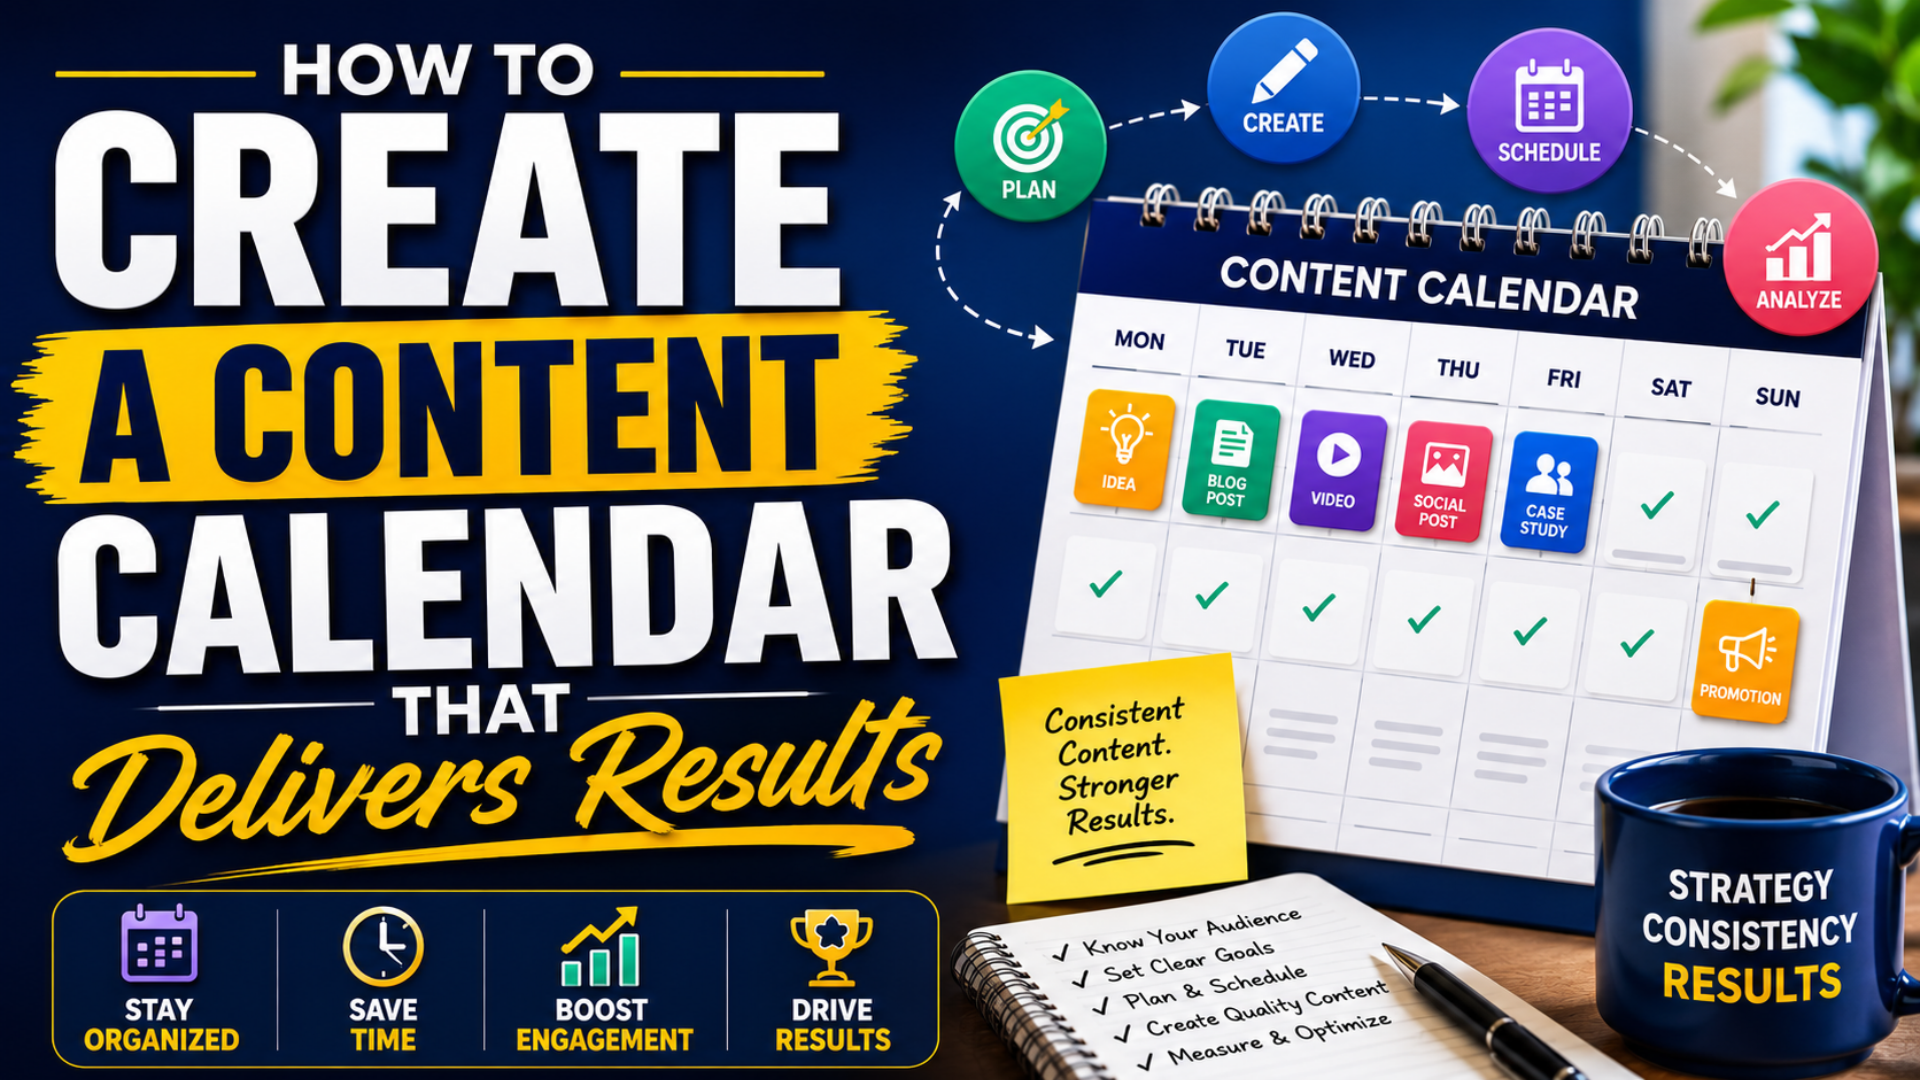 HOW TO
CREATE
A CONTENT
CALENDAR
THAT
Delivers Results
STAY
ORGANIZED
SAVE
TIME
BOOST
ENGAGEMENT
DRIVE
RESULTS
PLAN
CREATE
SCHEDULE
ANALYZE
CONTENT CALENDAR
MON TUE WED THU FRI SAT SUN
IDEA
BLOG
POST
VIDEO
SOCIAL
POST
CASE
STUDY
PROMOTION
Consistent
Content.
Stronger
Results.
✓ Know Your Audience
✓ Set Clear Goals
✓ Plan & Schedule
✓ Create Quality Content
✓ Measure & Optimize
STRATEGY
CONSISTENCY
RESULTS